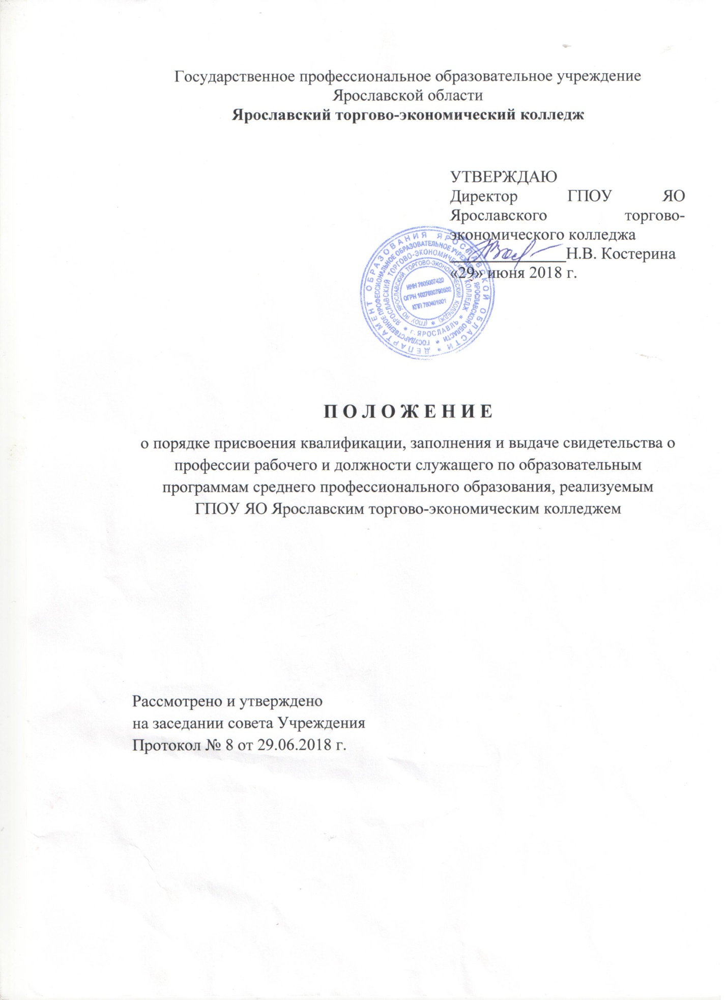 Государственное профессиональное образовательное учреждение
Ярославской области
Ярославский торгово-экономический колледж
УТВЕРЖДАЮ
Директор ГПОУ ЯО
Ярославского торгово-
экономического колледжа
Н.В. Костерина
«29» июня 2018 г.
ДЕПАРТАМЕНТ ОБРАЗОВАНИЯ ЯРОСЛАВСКОЙ ОБЛАСТИ *
ГОСУДАРСТВЕННОЕ ПРОФЕССИОНАЛЬНОЕ ОБРАЗОВАТЕЛЬНОЕ УЧРЕЖДЕНИЕ ЯРОСЛАВСКОЙ ОБЛАСТИ *
ЯРОСЛАВСКИЙ ТОРГОВО-ЭКОНОМИЧЕСКИЙ КОЛЛЕДЖ * г. ЯРОСЛАВЛЬ *
(ГПОУ ЯО ЯРОСЛАВСКИЙ ТОРГОВО-ЭКОНОМИЧЕСКИЙ КОЛЛЕДЖ) *
ИНН 7605007420
ОГРН 1027600790502
КПП 760401001
П О Л О Ж Е Н И Е
о порядке присвоения квалификации, заполнения и выдаче свидетельства о
профессии рабочего и должности служащего по образовательным
программам среднего профессионального образования, реализуемым
ГПОУ ЯО Ярославским торгово-экономическим колледжем
Рассмотрено и утверждено
на заседании совета Учреждения
Протокол № 8 от 29.06.2018 г.